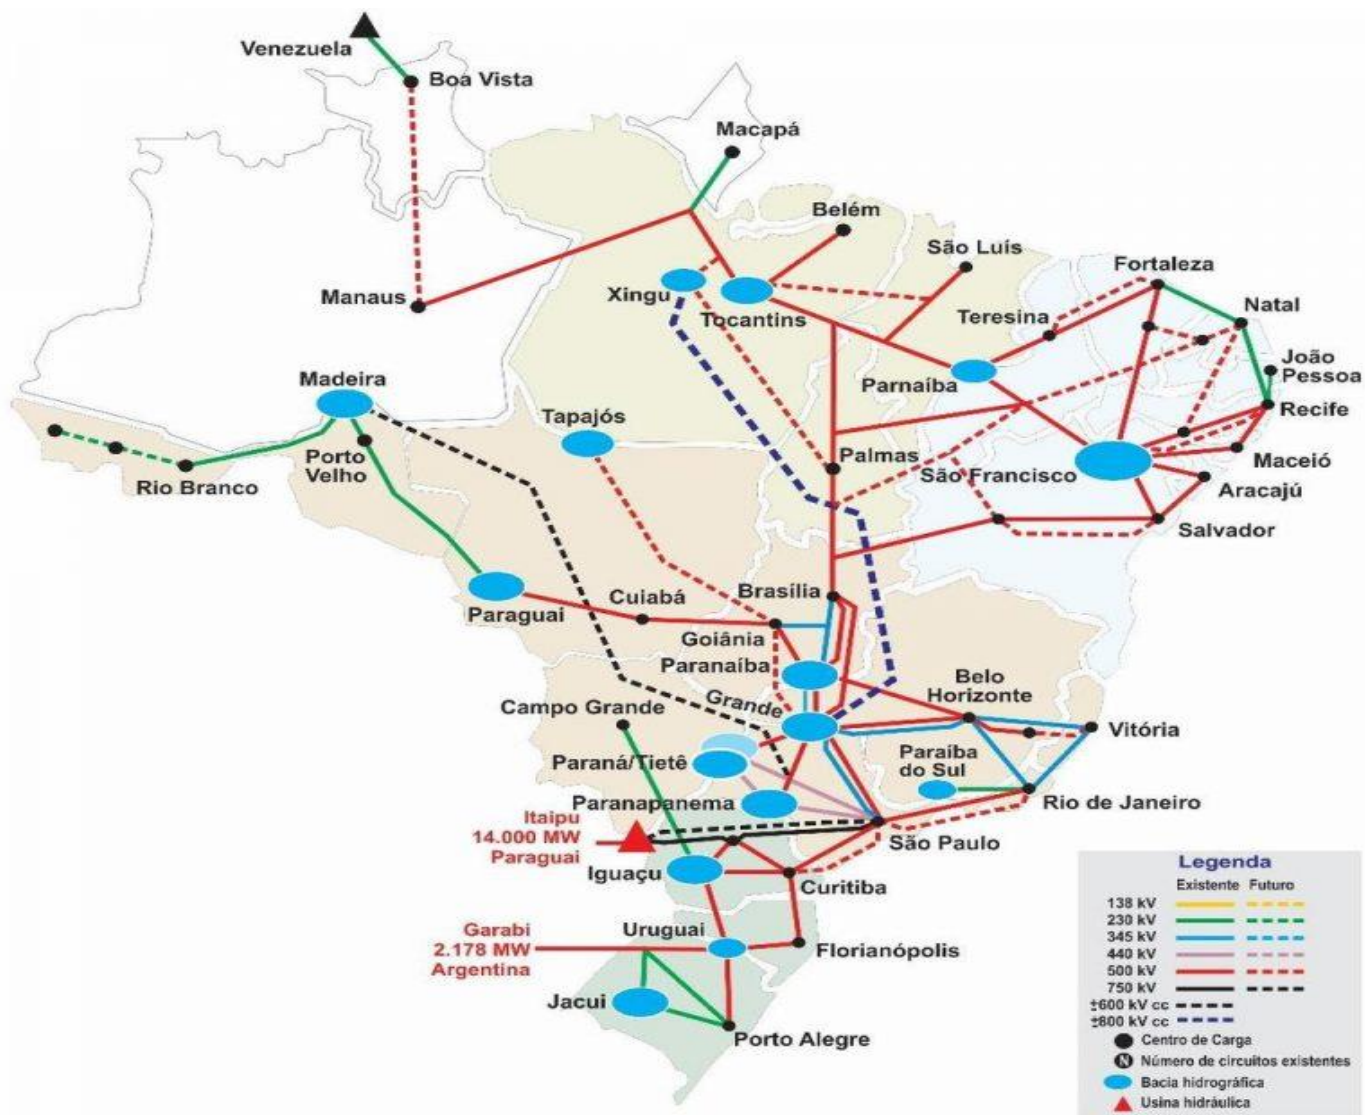 Venezuela
Boa Vista
Macapá
Belém
São Luís
Fortaleza
Xingu
Manaus
Tocantins
Teresina
Natal
João
Pessoa
Madeira
Parnaíba
Recife
Tapajós
Porto
Velho
Palmas
São Francisco
Maceió
Rio Branco
Aracajú
Salvador
Brasília
Cuiabá
Paraguai
Goiânia
Paranaíba
Belo
Horizonte
Campo Grande
Grande
Vitória
Paraná/Tietê
Paraíba
do Sul
Paranapanema
Rio de Janeiro
Itaipu
14.000 MW
Paraguai
São Paulo
Iguaçu
Curitiba
Garabi
2.178 MW
Argentina
Uruguai
Florianópolis
Jacui
Porto Alegre
Legenda
Existente Futuro
138 kV
230 kV
345 kV
440 kV
500 kV
750 kV
±600 kV cc
±800 kV cc
Centro de Carga
N Número de circuitos existentes
Bacia hidrográfica
Usina hidráulica